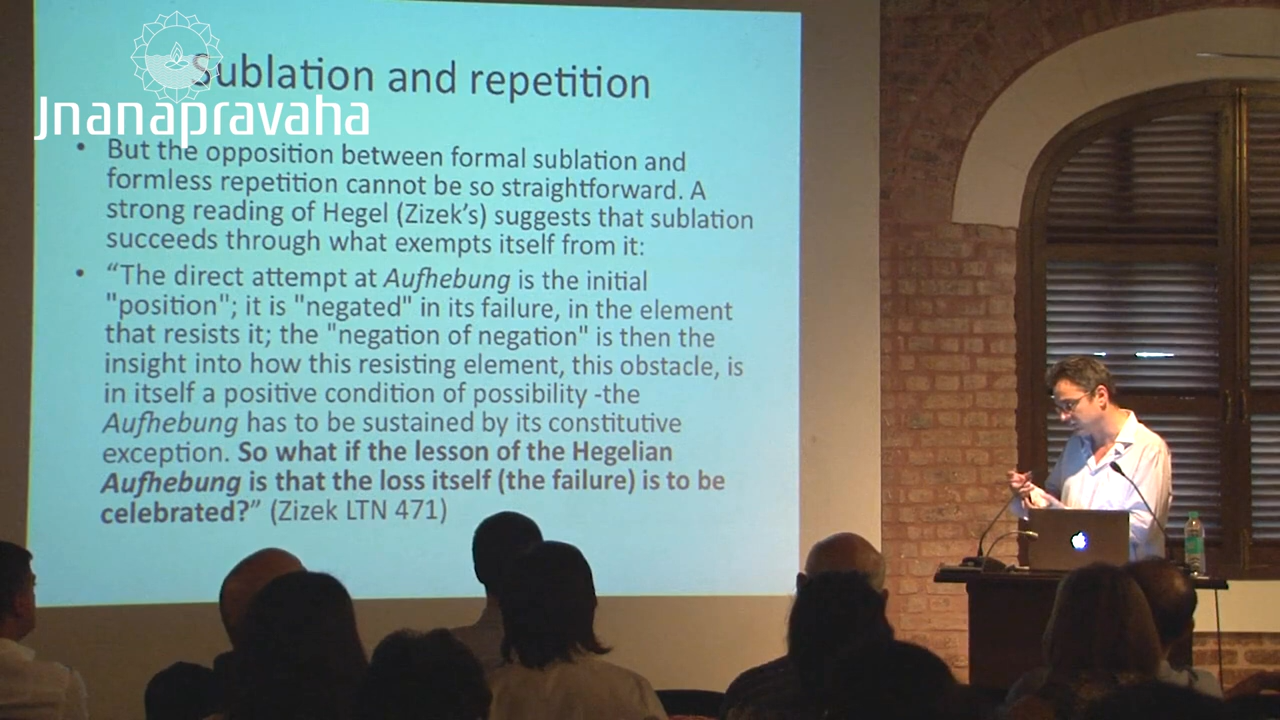 Sublation and repetition
Jnanapravaha
• But the opposition between formal sublation and
formless repetition cannot be so straightforward. A
strong reading of Hegel (Zizek's) suggests that sublation
succeeds through what exempts itself from it:
• “The direct attempt at Aufhebung is the initial
"position"; it is "negated" in its failure, in the element
that resists it; the "negation of negation" is then the
insight into how this resisting element, this obstacle, is
in itself a positive condition of possibility -the
Aufhebung has to be sustained by its constitutive
exception. So what if the lesson of the Hegelian
Aufhebung is that the loss itself (the failure) is to be
celebrated?” (Zizek LTN 471)